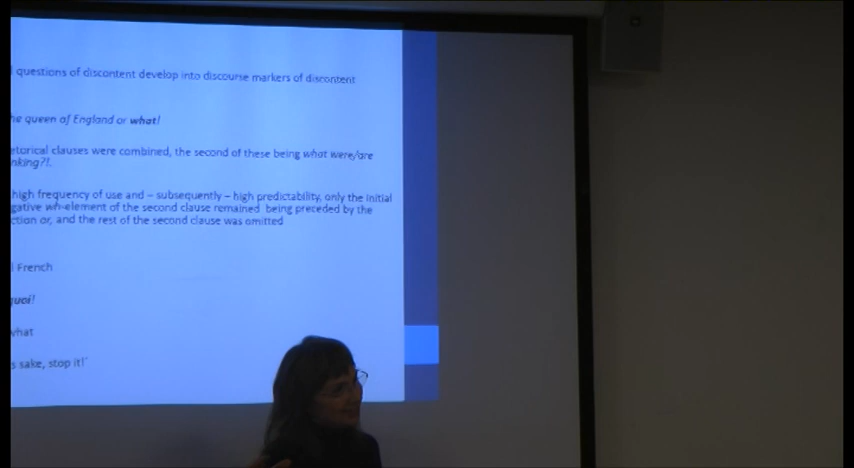 questions of discontent develop into discourse markers of discontent
he queen of England or what!
etorical clauses were combined, the second of these being what were/are
nking?!.
high frequency of use and – subsequently – high predictability, only the initial
gative wh-element of the second clause remained being preceded by the
ction or, and the rest of the second clause was omitted
French
quoi!
what
s sake, stop it!'